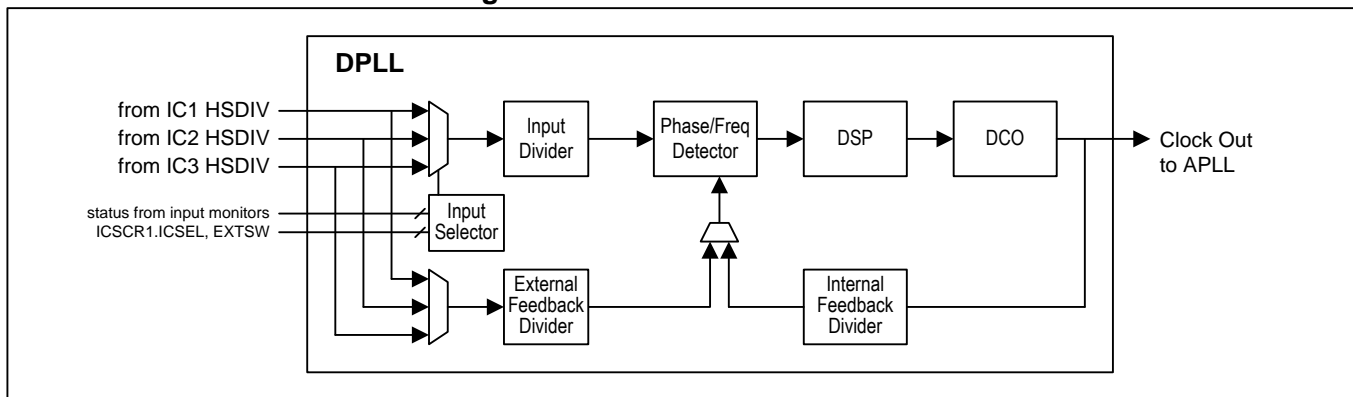 DPLL
from IC1 HSDIV
from IC2 HSDIV
from IC3 HSDIV
status from input monitors
ICSCR1.ICSEL, EXTSW
Input
Divider
Phase/Freq
Detector
DSP
DCO
Clock Out
to APLL
Input
Selector
External
Feedback
Divider
Internal
Feedback
Divider